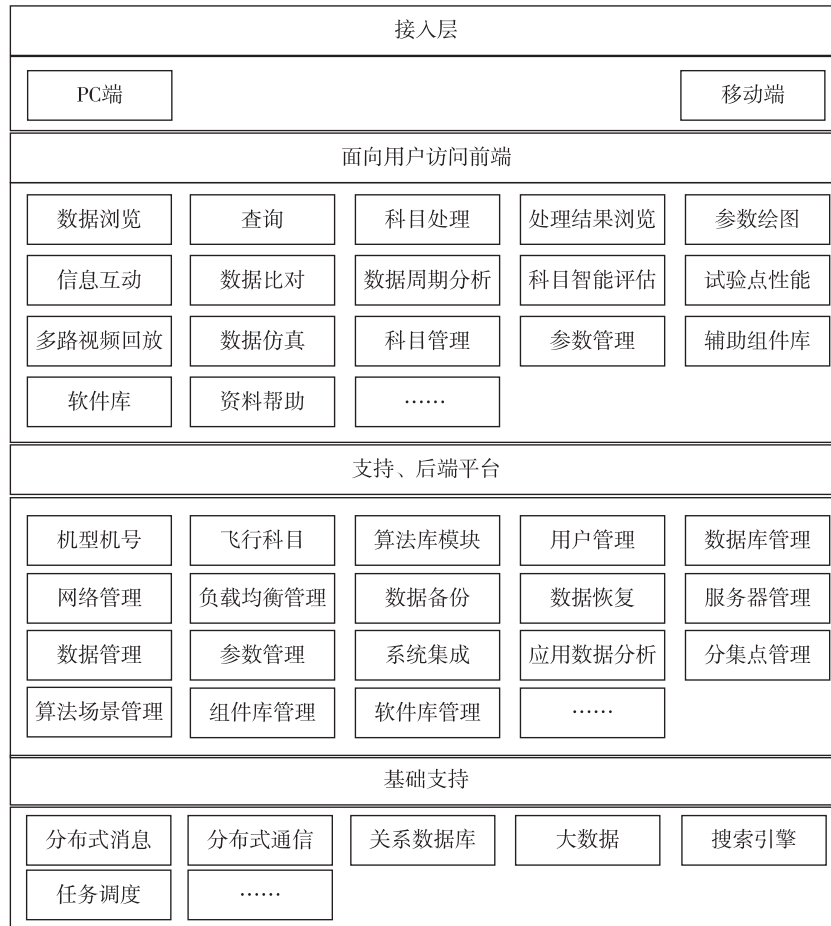 接入层
PC端 移动端
面向用户访问前端
数据浏览 查询 科目处理 处理结果浏览 参数绘图
信息互动 数据比对 数据周期分析 科目智能评估 试验点性能
多路视频回放 数据仿真 科目管理 参数管理 辅助组件库
软件库 资料帮助 ……
支持、后端平台
机型机号 飞行科目 算法库模块 用户管理 数据库管理
网络管理 负载均衡管理 数据备份 数据恢复 服务器管理
数据管理 参数管理 系统集成 应用数据分析 分集点管理
算法场景管理 组件库管理 软件库管理 ……
基础支持
分布式消息 分布式通信 关系数据库 大数据 搜索引擎
任务调度 ……